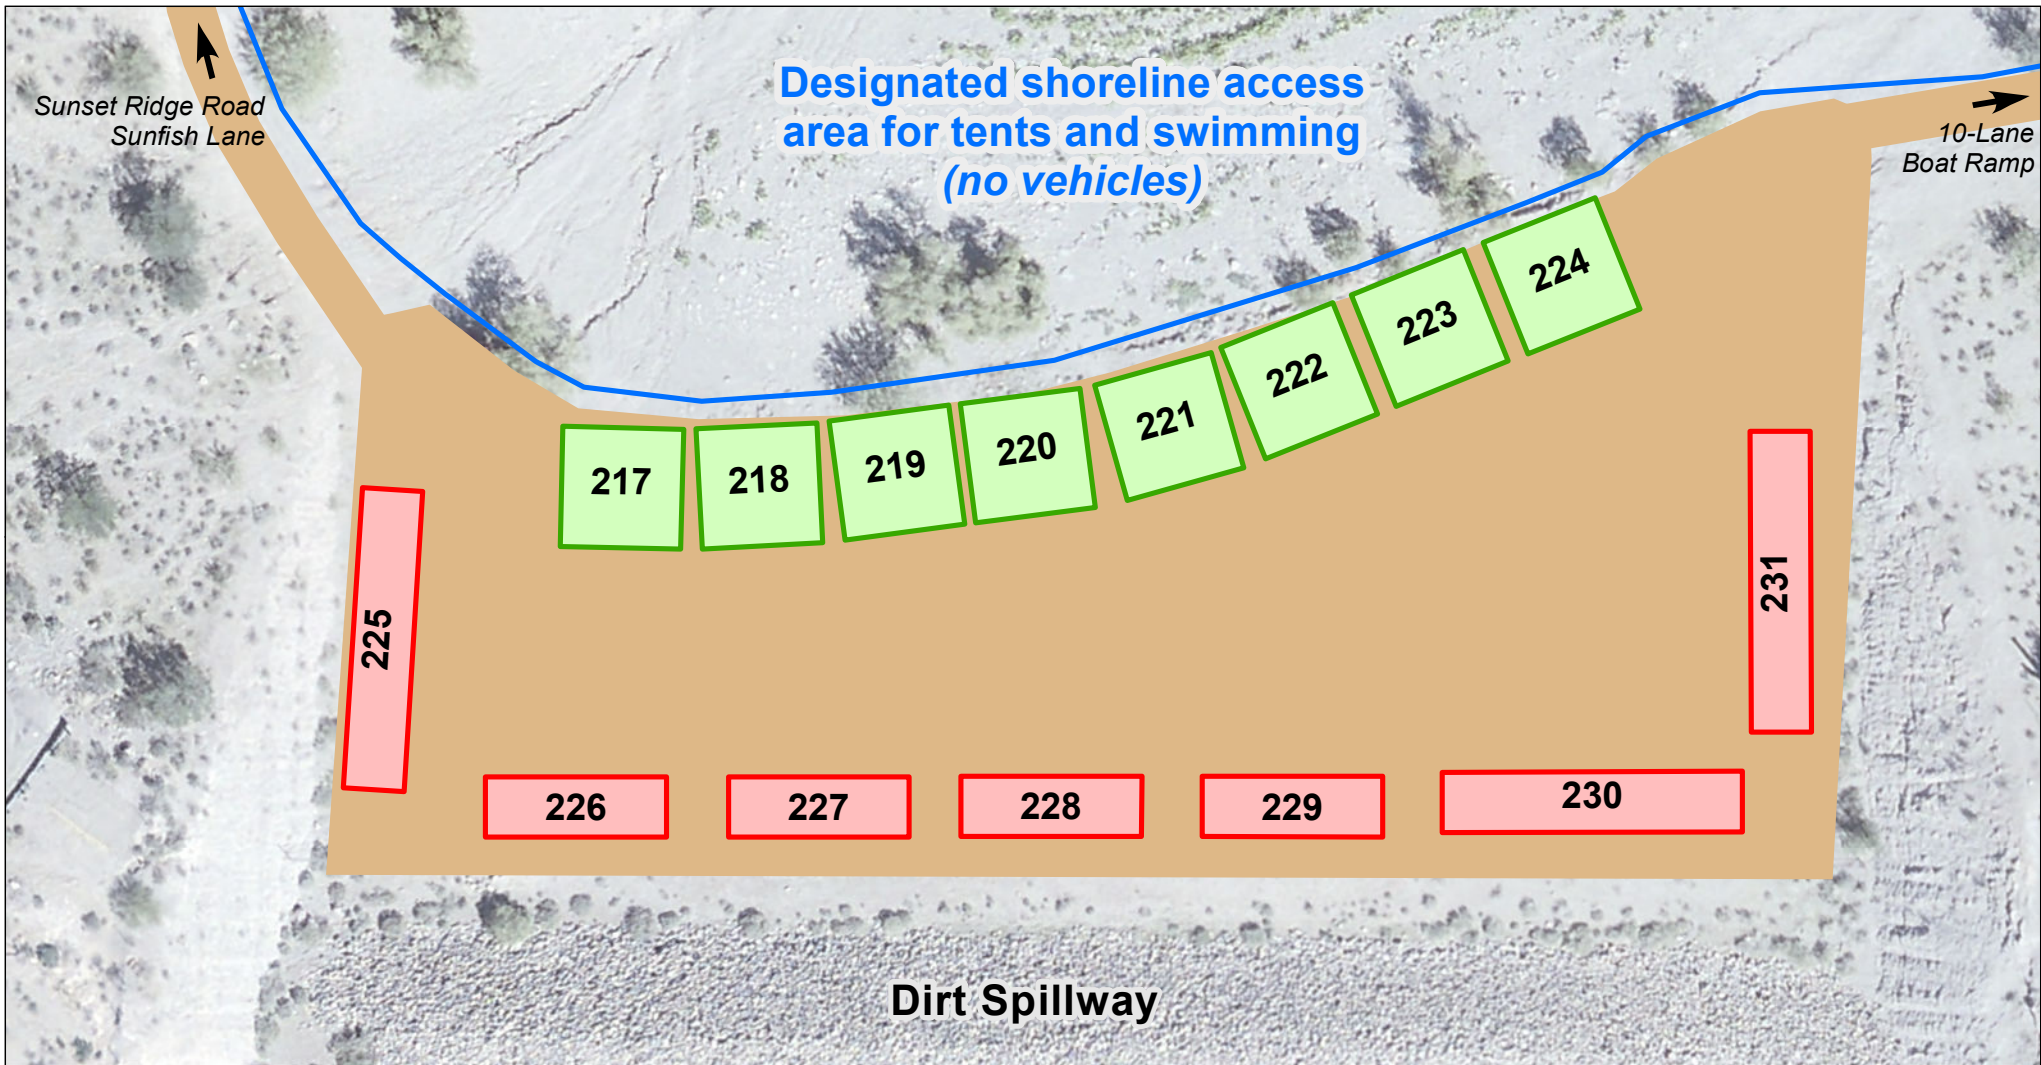 Designated shoreline access
area for tents and swimming
(no vehicles)
Sunset Ridge Road
Sunfish Lane
10-Lane
Boat Ramp
217
218
219
220
221
222
223
224
225
226
227
228
229
230
231
Dirt Spillway